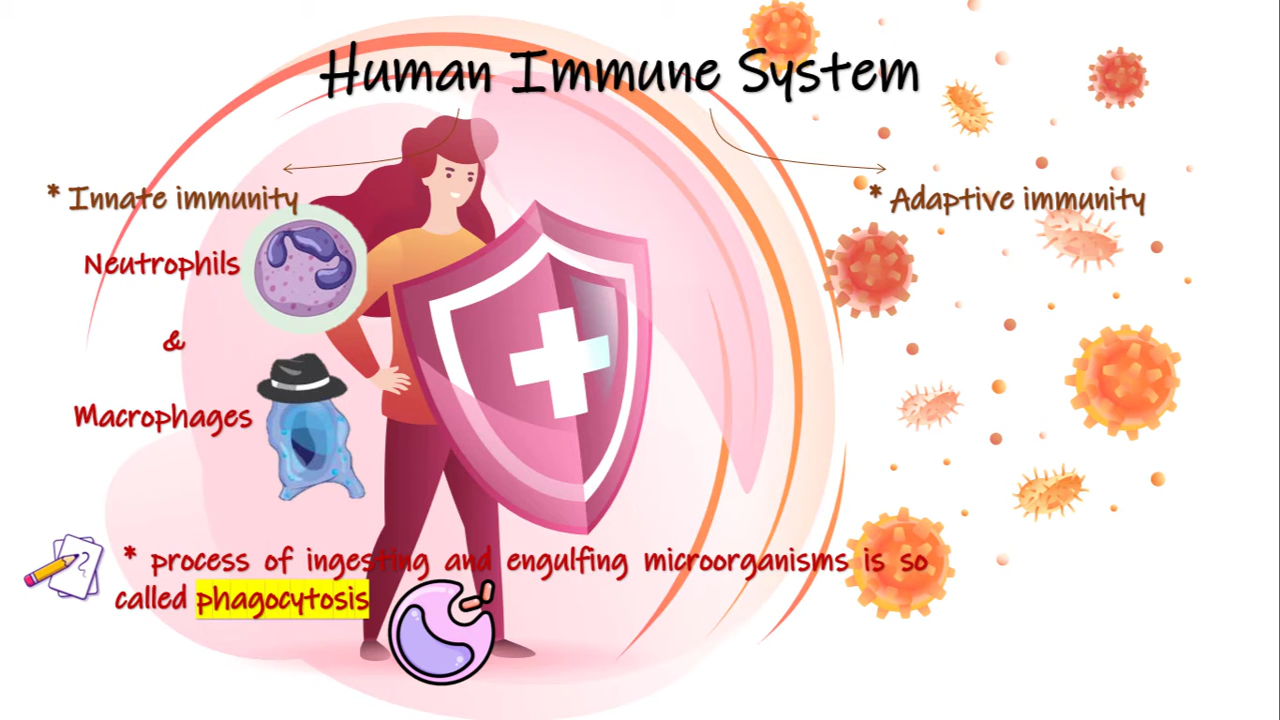 Human Immune System
* Innate immunity
* Adaptive immunity
Neutrophils
&
Macrophages
* process of ingesting and engulfing microorganisms is so
called phagocytosis